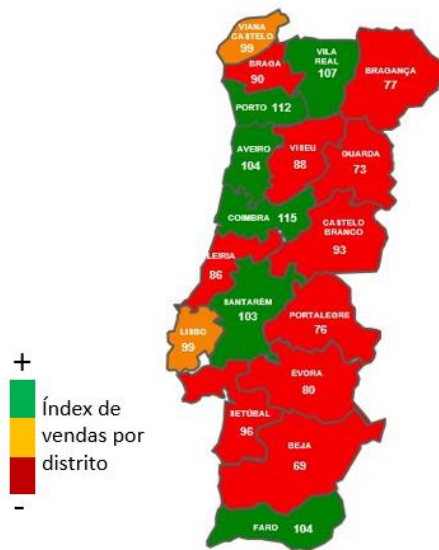 VIANA
CASTELO
99
BRAGA
90
VILA
REAL
107
BRAGANÇA
77
PORTO 112
AVEIRO
104
VISEU
88
GUARDA
73
COIMBRA 115
CASTELO
BRANCO
93
LEIRIA
86
SANTARÉM
103
LISBO
99
PORTALEGRE
76
ÉVORA
80
SETÚBAL
96
BEJA
69
FARO 104
+
Índex de
vendas por
distrito
-